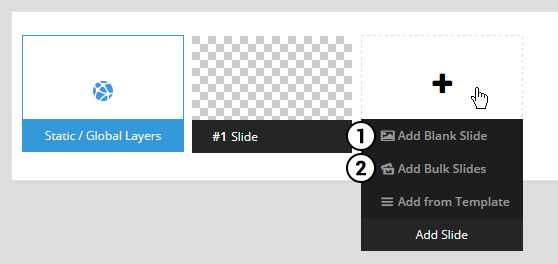 Static / Global Layers
#1 Slide
1 Add Blank Slide
2 Add Bulk Slides
Add from Template
Add Slide